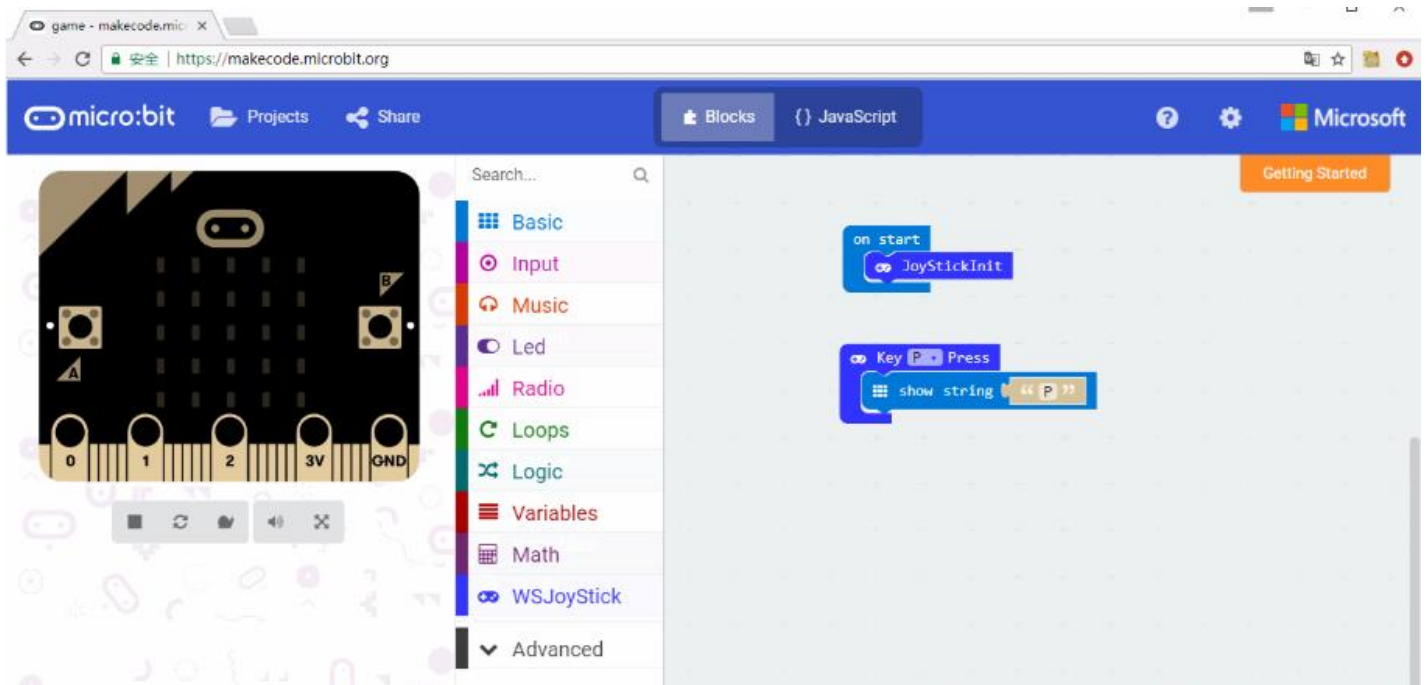 game - makecode.mic
安全 | https://makecode.microbit.org
micro:bit Projects Share Blocks {} JavaScript ? Microsoft
Search...
Getting Started
Basic
on start
Input
JoyStickInit
B
Music
Led
Key P Press
A
show string “ P ”
Radio
Loops
0 1 2 3V GND
Logic
Variables
Math
WSJoyStick
Advanced